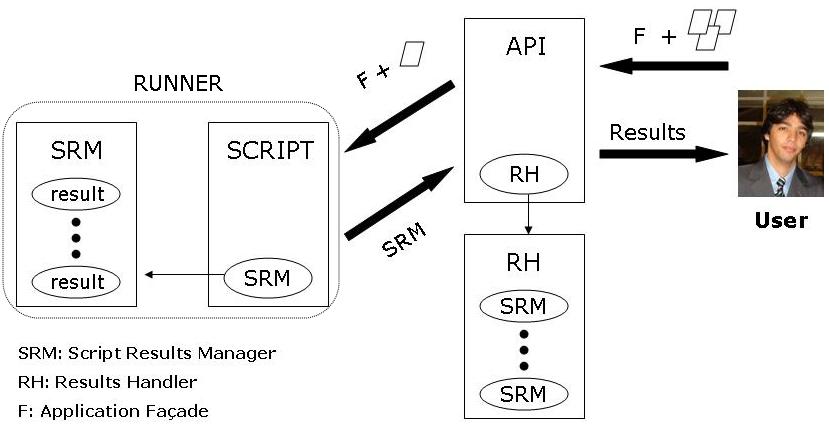 RUNNER
SRM
result
result
SCRIPT
SRM
F +
SRM
API
RH
RH
SRM
SRM
F +
Results
User
SRM: Script Results Manager
RH: Results Handler
F: Application Façade